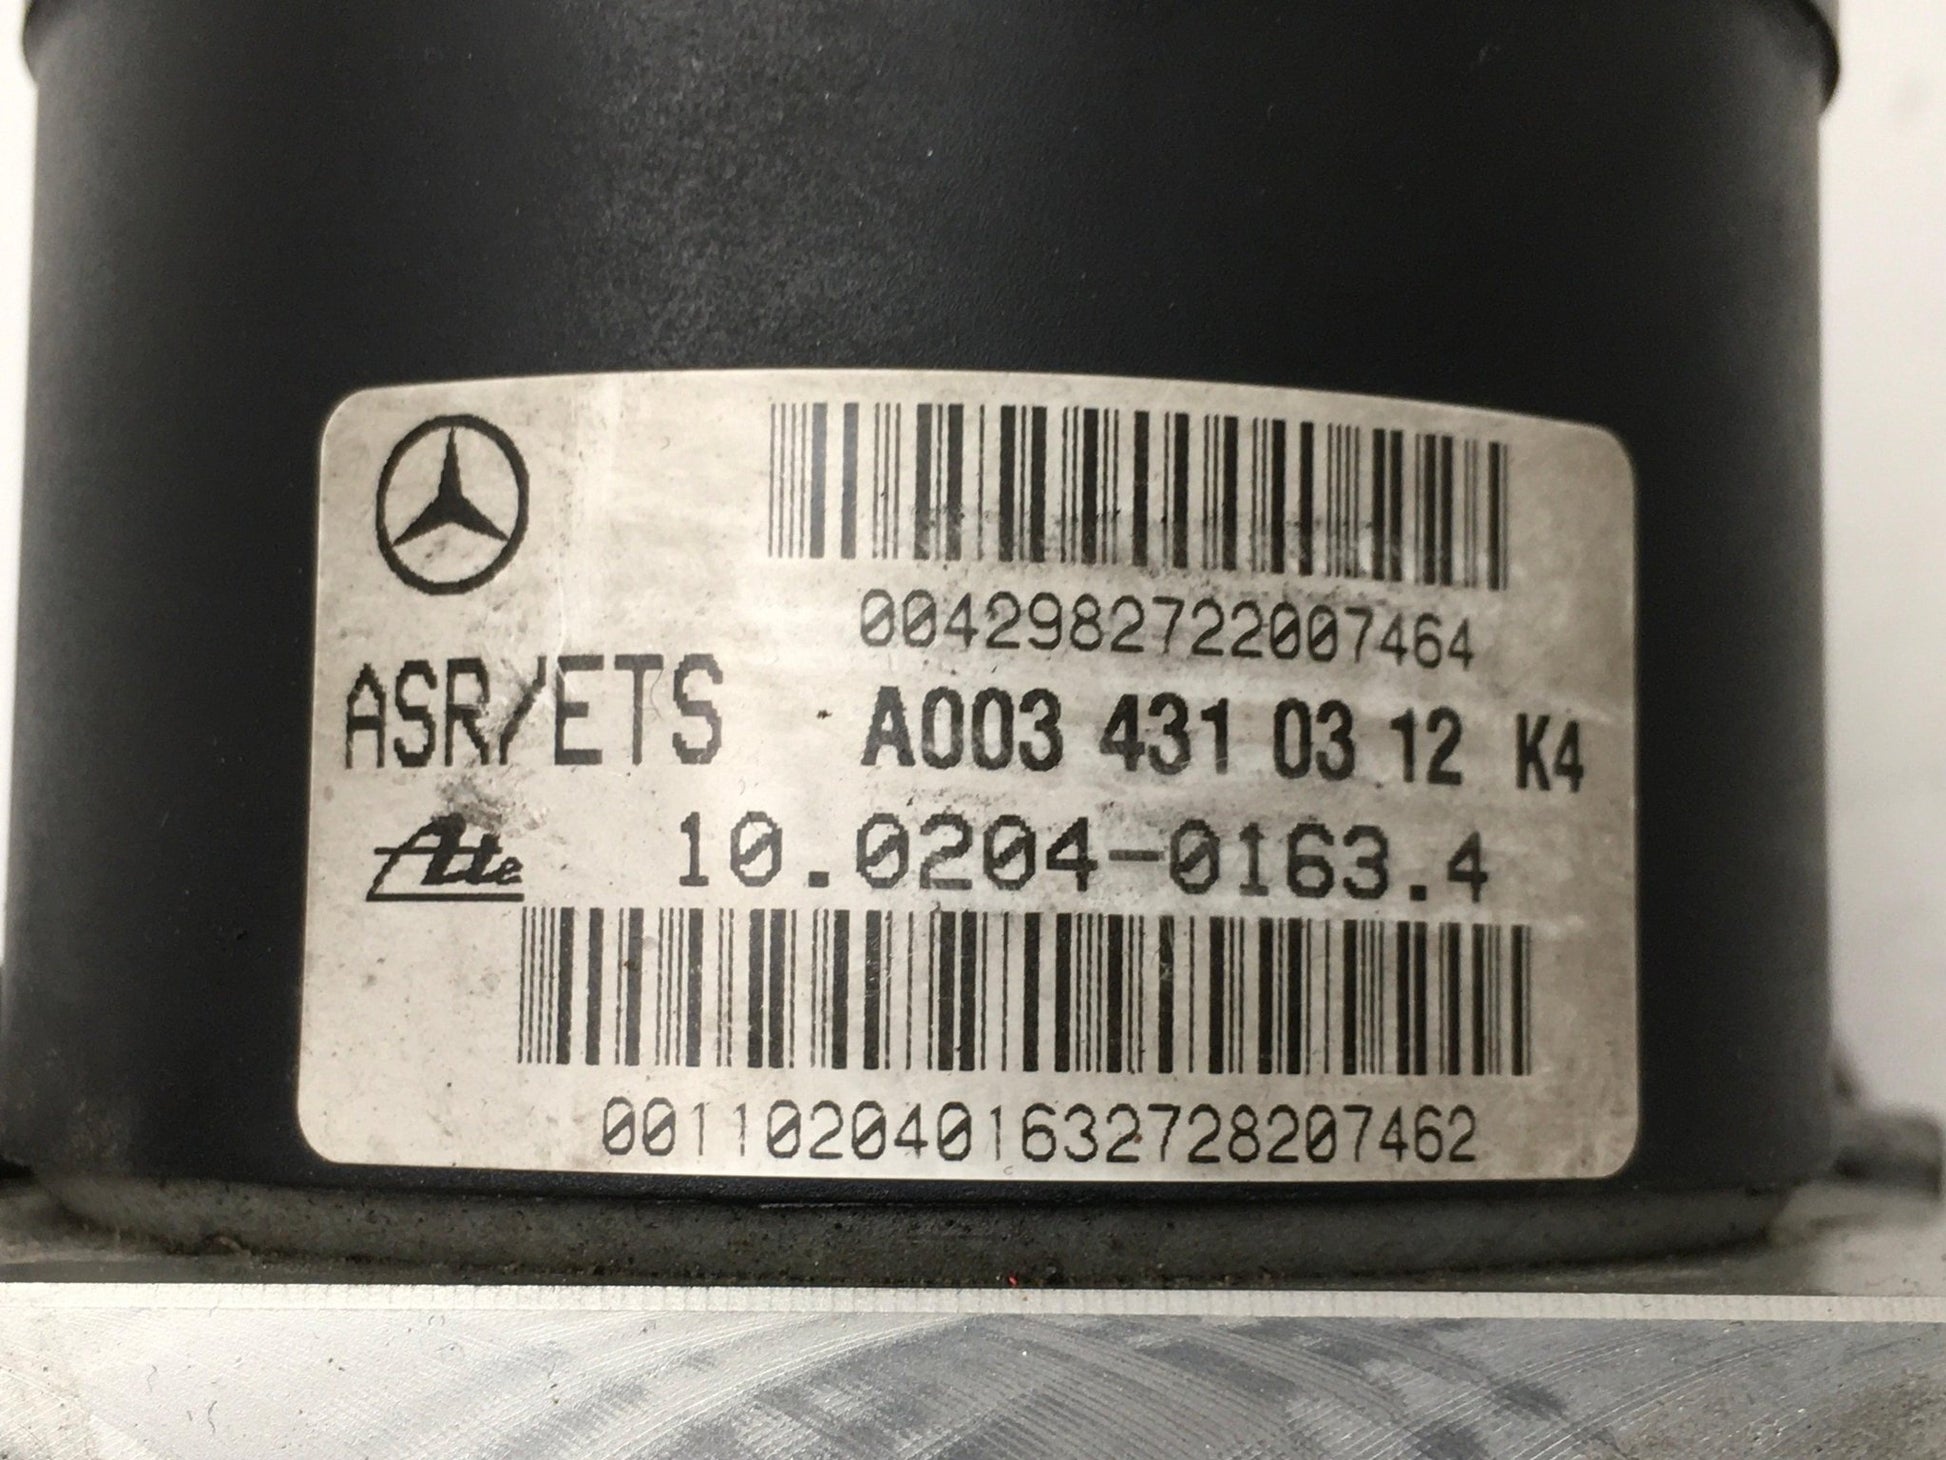 0042982722007464
ASR/ETS A003 431 03 12 K4
Ate 10.0204-0163.4
0011020401632728207462